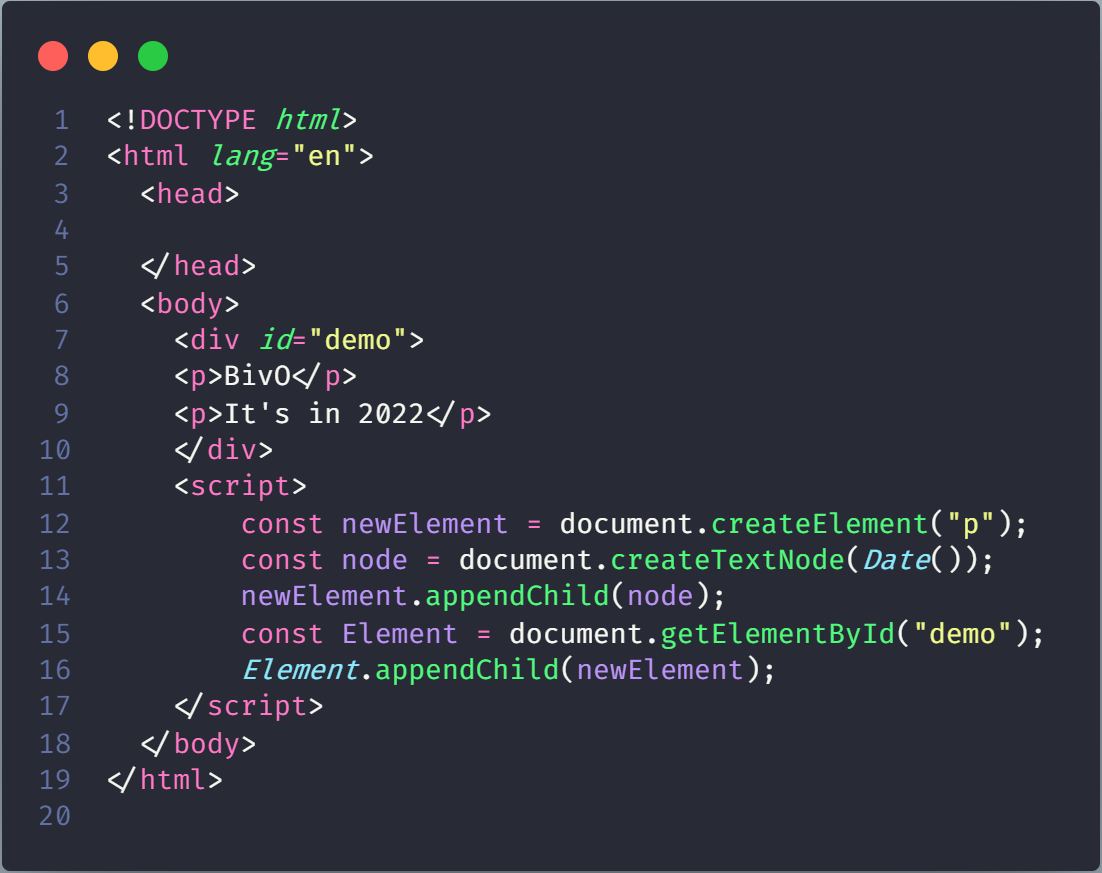 1 <!DOCTYPE html>
2 <html lang="en">
3   <head>
4
5   </head>
6   <body>
7     <div id="demo">
8     <p>BivO</p>
9     <p>It's in 2022</p>
10     </div>
11     <script>
12         const newElement = document.createElement("p");
13         const node = document.createTextNode(Date());
14         newElement.appendChild(node);
15         const Element = document.getElementById("demo");
16         Element.appendChild(newElement);
17     </script>
18   </body>
19 </html>
20